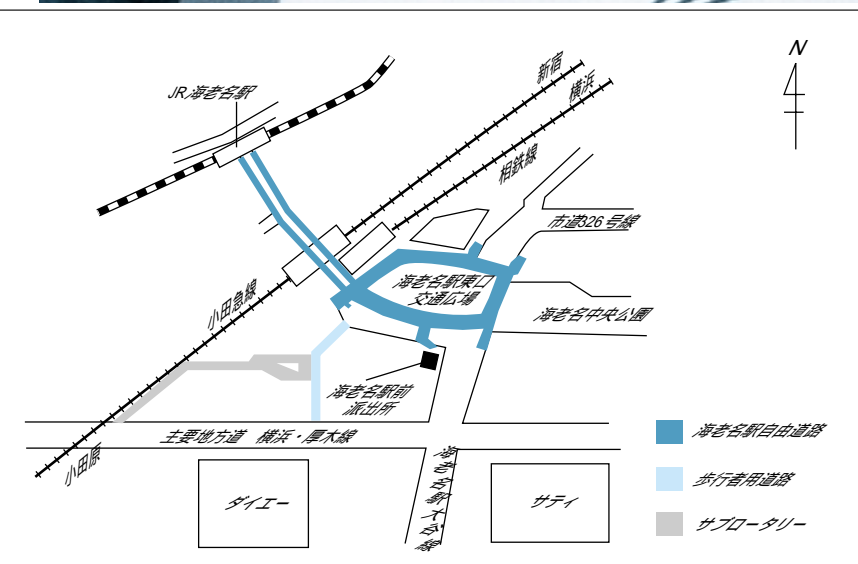 N
新宿
横浜
JR海老名駅
相鉄線
市道326号線
海老名駅東口
交通広場
小田急線
海老名中央公園
海老名駅前
派出所
主要地方道 横浜・厚木線
小田原
海老名駅大谷線
ダイエー
サティ
海老名駅自由道路
歩行者用道路
サブロータリー